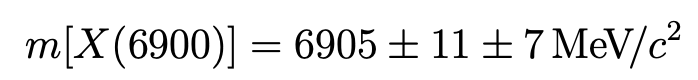 m[X(6900)] = 6905 ± 11 ± 7 MeV/c²